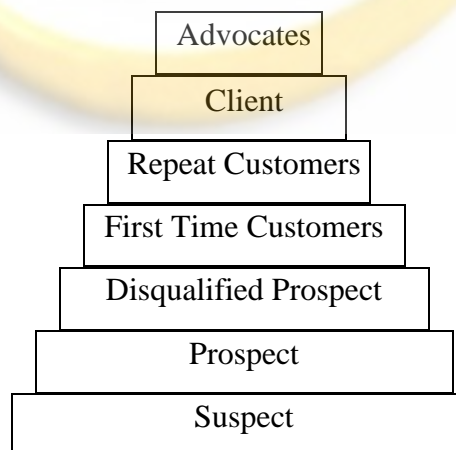 Advocates
Client
Repeat Customers
First Time Customers
Disqualified Prospect
Prospect
Suspect